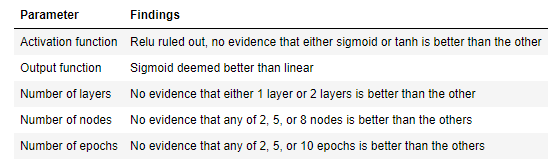 Parameter Findings
Activation function Relu ruled out, no evidence that either sigmoid or tanh is better than the other
Output function Sigmoid deemed better than linear
Number of layers No evidence that either 1 layer or 2 layers is better than the other
Number of nodes No evidence that any of 2, 5, or 8 nodes is better than the others
Number of epochs No evidence that any of 2, 5, or 10 epochs is better than the others